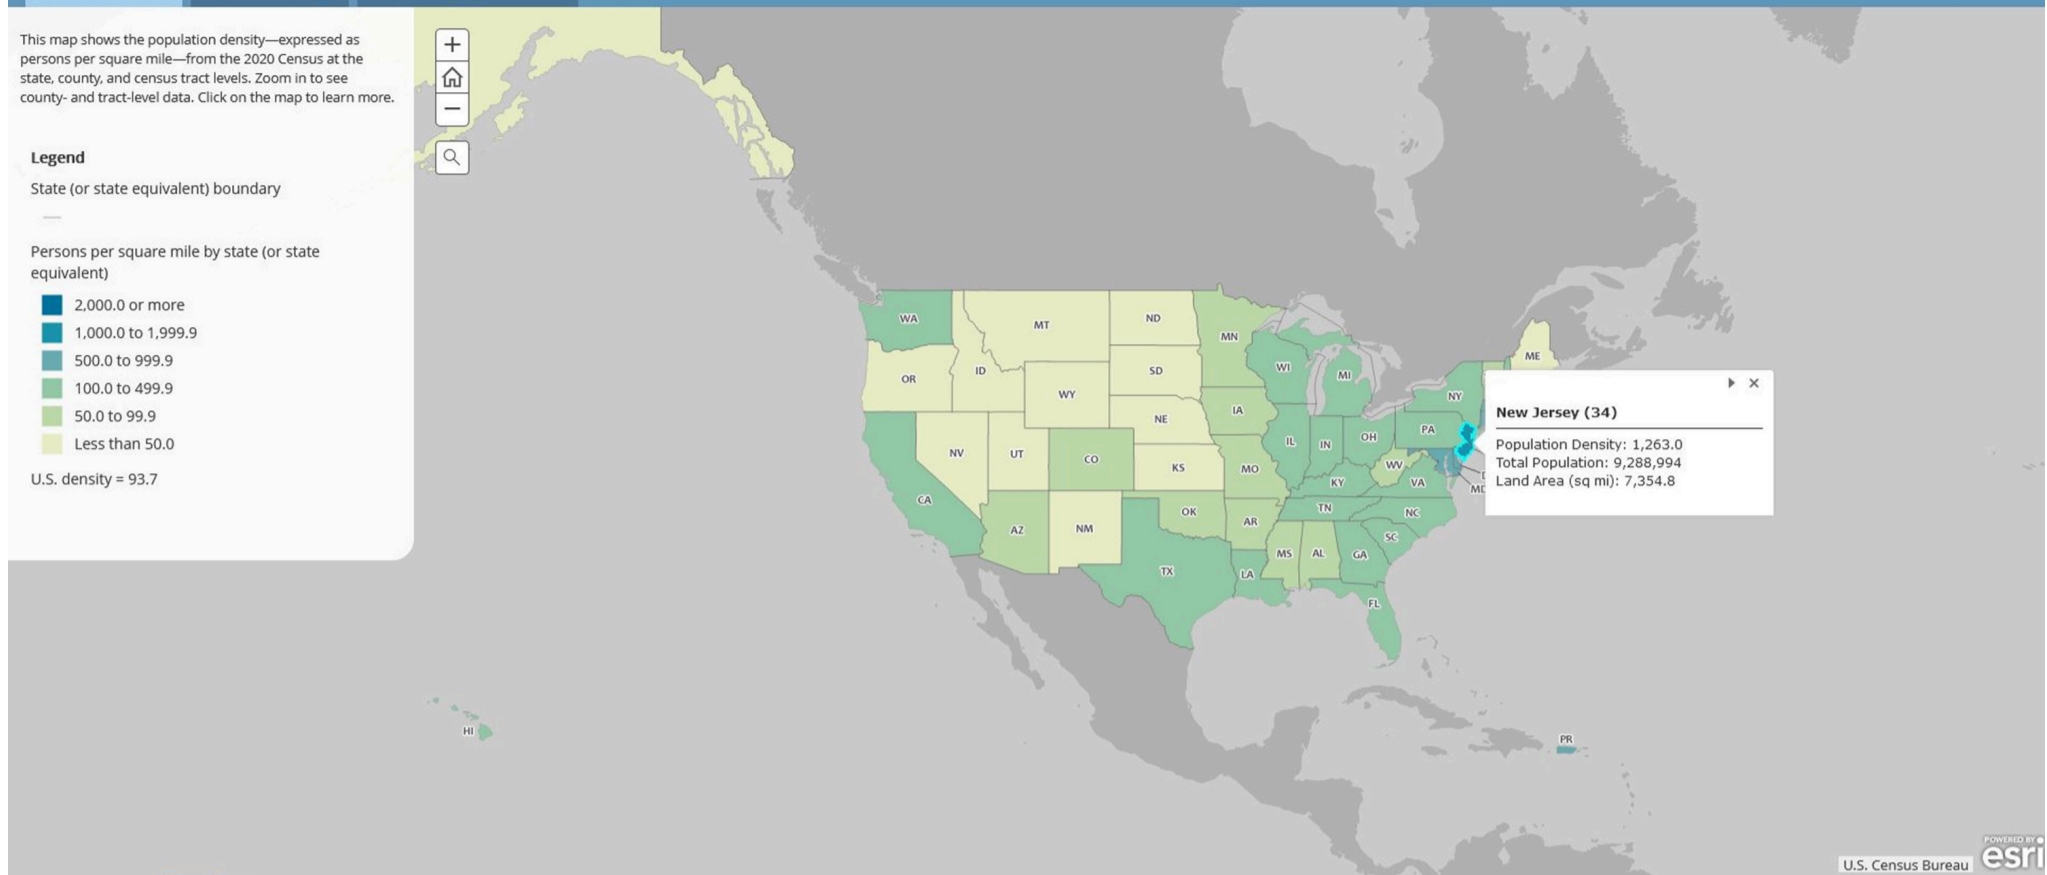 This map shows the population density—expressed as
persons per square mile—from the 2020 Census at the
state, county, and census tract levels. Zoom in to see
county- and tract-level data. Click on the map to learn more.
Legend
State (or state equivalent) boundary
Persons per square mile by state (or state
equivalent)
2,000.0 or more
1,000.0 to 1,999.9
500.0 to 999.9
100.0 to 499.9
50.0 to 99.9
Less than 50.0
U.S. density = 93.7
+
−
WA
MT
ND
MN
OR
ID
WY
SD
WI
MI
ME
NY
NV
UT
CO
NE
KS
IA
MO
IL
IN
OH
PA
WV
VA
KY
CA
AZ
NM
OK
AR
TN
NC
SC
TX
LA
MS
AL
GA
FL
HI
PR
New Jersey (34)
Population Density: 1,263.0
Total Population: 9,288,994
Land Area (sq mi): 7,354.8
U.S. Census Bureau
POWERED BY
esri